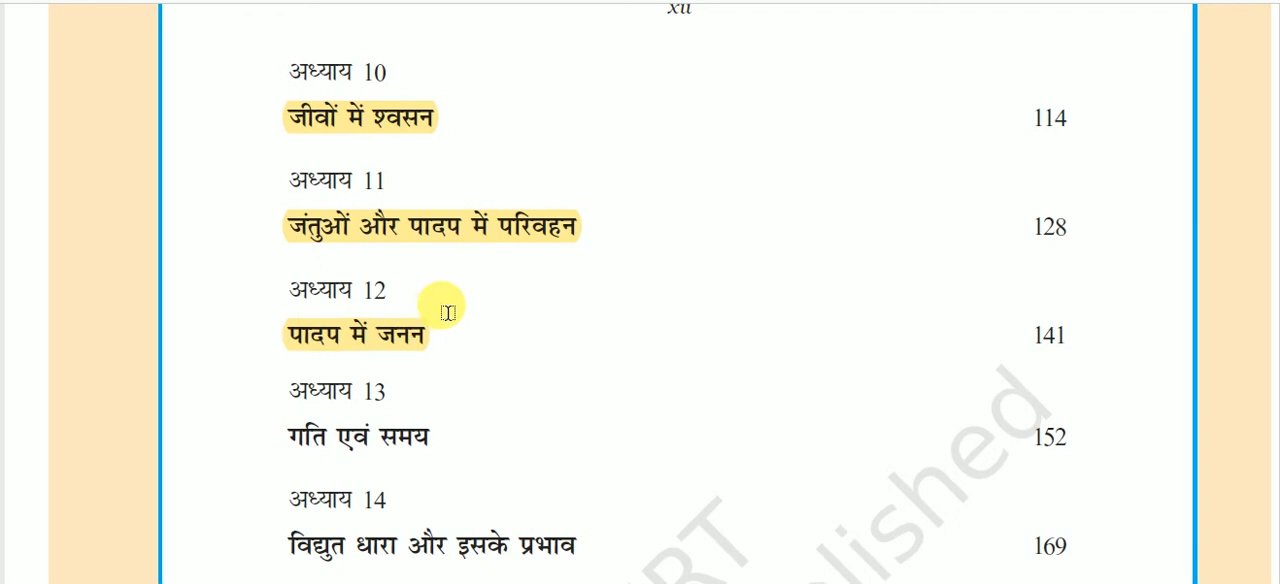 xii
अध्याय 10
जीवों में श्वसन 114
अध्याय 11
जंतुओं और पादप में परिवहन 128
अध्याय 12
पादप में जनन 141
अध्याय 13
गति एवं समय 152
अध्याय 14
विद्युत धारा और इसके प्रभाव 169